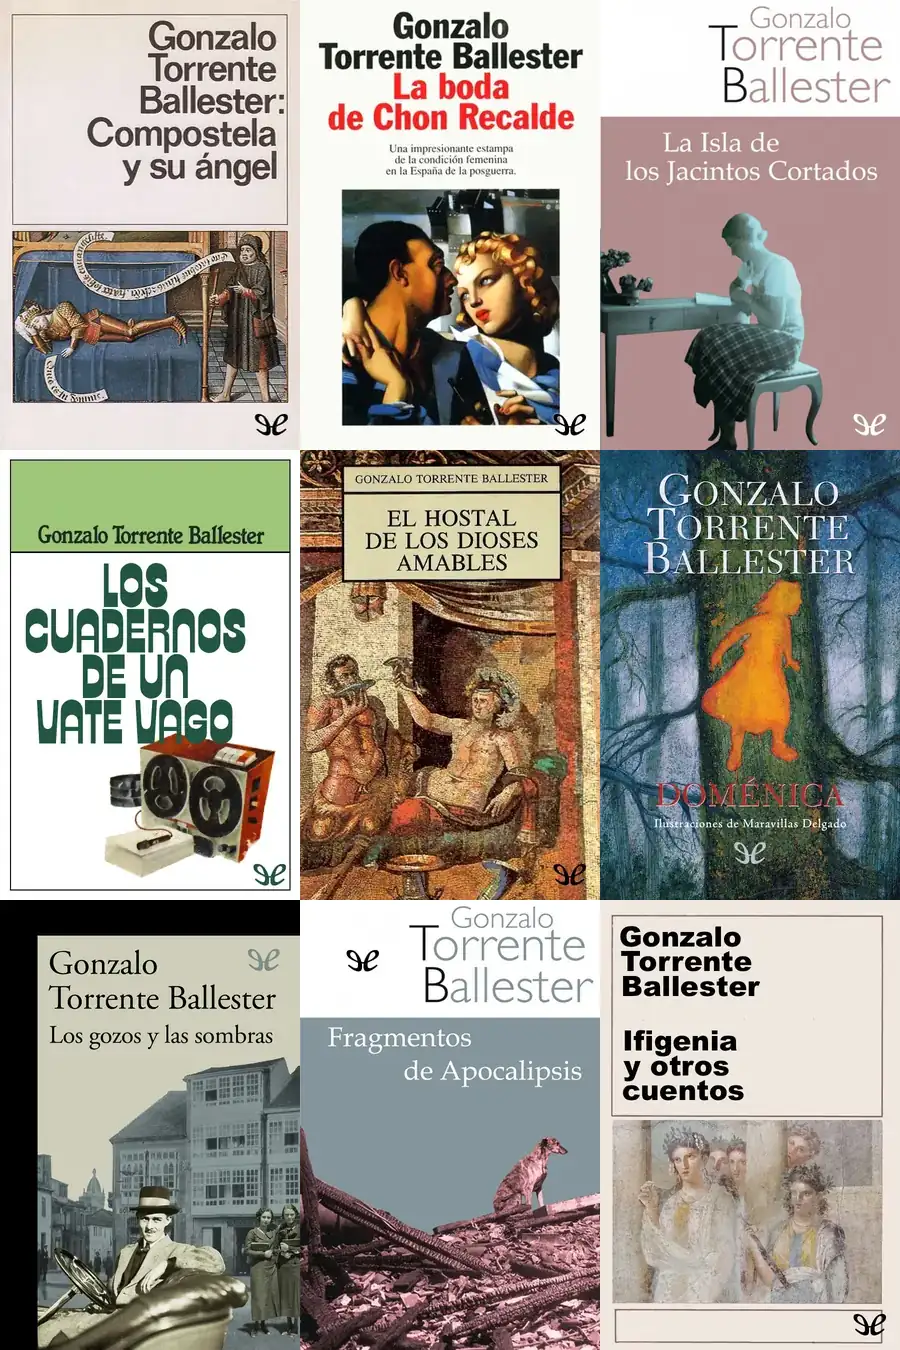 Gonzalo
Torrente
Ballester:
Compostela
y su ángel
Gonzalo
Torrente Ballester
La boda
de Chon Recalde
Una impresionante estampa
de la condición femenina
en la España de la posguerra.
Gonzalo
Torrente
Ballester
La Isla de
los Jacintos Cortados
Gonzalo Torrente Ballester
LOS
CUADERNOS
DE UN
VATE VAGO
GONZALO TORRENTE BALLESTER
EL HOSTAL
DE LOS DIOSES
AMABLES
GONZALO
TORRENTE
BALLESTER
DOMÉNICA
Ilustraciones de Maravillas Delgado
Gonzalo
Torrente Ballester
Los gozos y las sombras
Gonzalo
Torrente
Ballester
Fragmentos
de Apocalipsis
Gonzalo
Torrente
Ballester
Ifigenia
y otros
cuentos